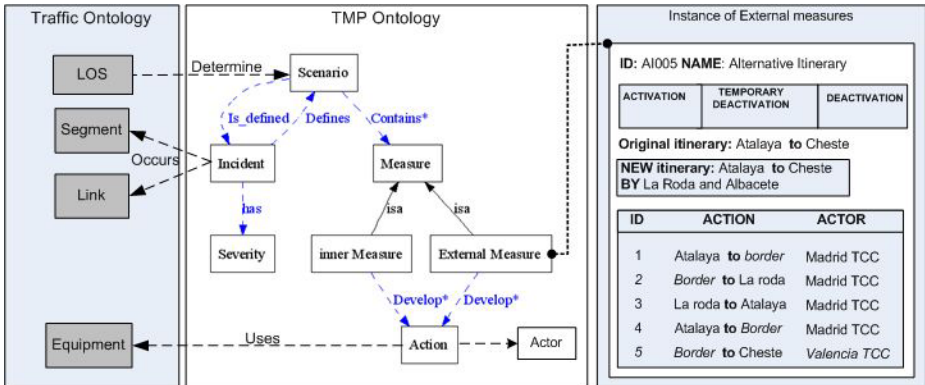 Traffic Ontology
LOS
Segment
Occurs
Link
Equipment
TMP Ontology
Determine
Scenario
Is_defined
Defines
Contains*
Incident
Measure
has
isa
isa
Severity
inner Measure
External Measure
Develop*
Develop*
Uses
Action
Actor
Instance of External measures
ID: AI005 NAME: Alternative Itinerary
ACTIVATION
TEMPORARY
DEACTIVATION
DEACTIVATION
Original itinerary: Atalaya to Cheste
NEW itinerary: Atalaya to Cheste
BY La Roda and Albacete
ID ACTION ACTOR
1 Atalaya to border Madrid TCC
2 Border to La roda Madrid TCC
3 La roda to Atalaya Madrid TCC
4 Atalaya to Border Madrid TCC
5 Border to Cheste Valencia TCC